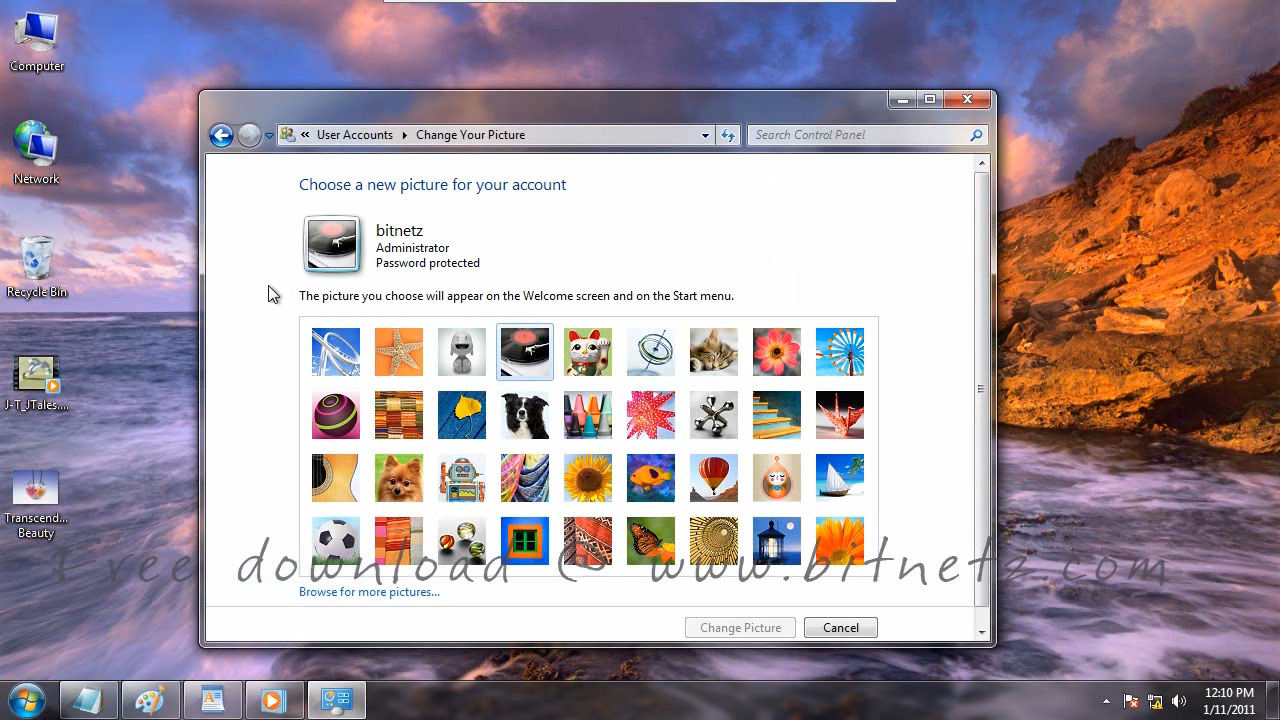 Computer
Network
Recycle Bin
J-T_JTales....
Transcend...
Beauty
« User Accounts Change Your Picture
Search Control Panel
Choose a new picture for your account
bitnetz
Administrator
Password protected
The picture you choose will appear on the Welcome screen and on the Start menu.
Free download @ www.bitnetz.com
Browse for more pictures...
Change Picture
Cancel
12:10 PM
1/11/2011